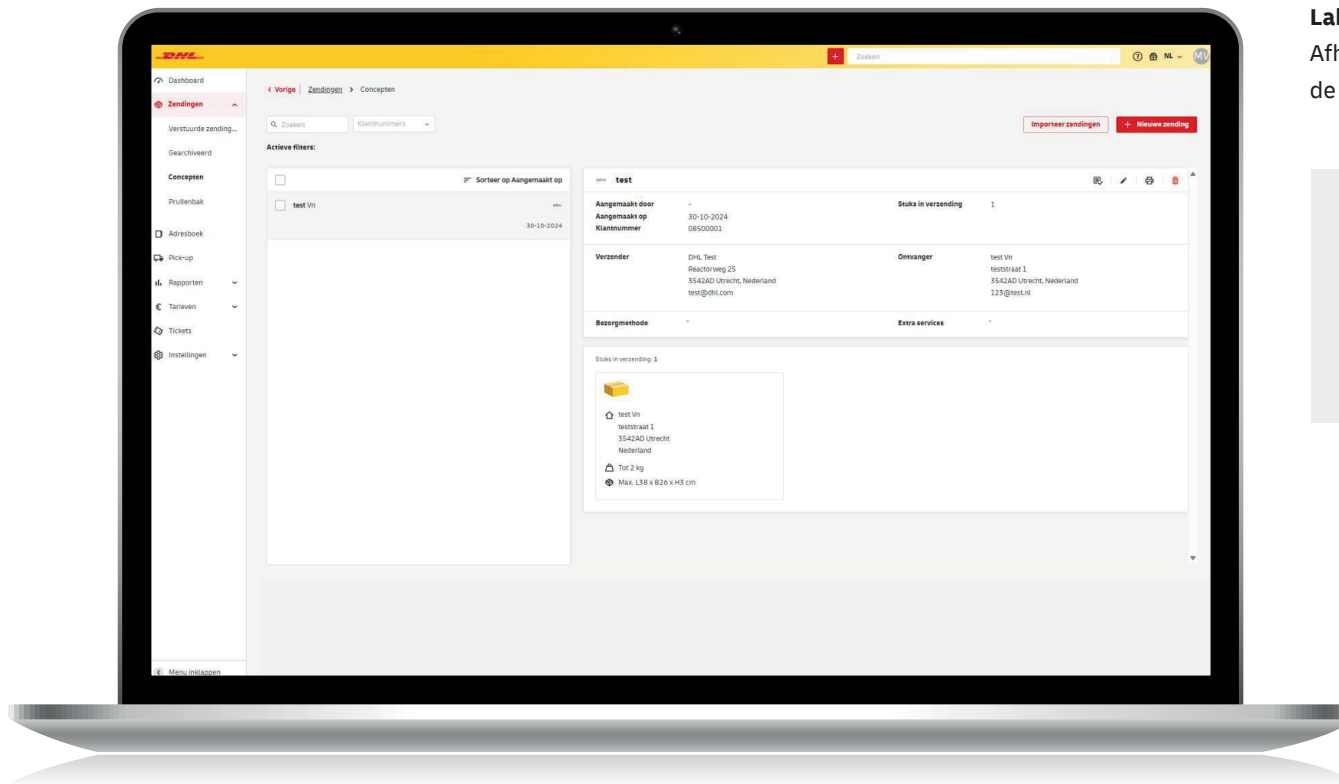 DHL
Zoeken
NL
MV
Dashboard
Zendingen
Verstuurde zending...
Gearchiveerd
Concepten
Prullenbak
Adresboek
Pick-up
Rapporten
Tarieven
Tickets
Instellingen
Menu inklappen
Vorige Zendingen > Concepten
Zoeken
Klantnummers
Importeer zendingen
+ Nieuwe zending
Actieve filters:
Sorteer op Aangemaakt op
test Vn
30-10-2024
test
Aangemaakt door -
Aangemaakt op 30-10-2024
Klantnummer 08500001
Stuks in verzending 1
Verzender
DHL Test
Reactorweg 25
3542AD Utrecht, Nederland
test@dhl.com
Ontvanger
test Vn
teststraat 1
3542AD Utrecht, Nederland
123@test.nl
Bezorgmethode -
Extra services -
Stuks in verzending: 1
test Vn
teststraat 1
3542AD Utrecht
Nederland
Tot 2 kg
Max. L38 x B26 x H3 cm
de